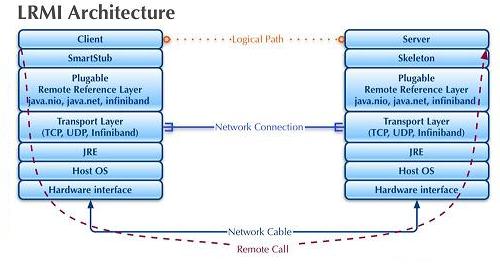 LRMI Architecture
Client
Logical Path
Server
SmartStub
Skeleton
Plugable
Remote Reference Layer
java.nio, java.net, infiniband
Plugable
Remote Reference Layer
java.nio, java.net, infiniband
Transport Layer
(TCP, UDP, Infiniband)
Network Connection
Transport Layer
(TCP, UDP, Infiniband)
JRE
JRE
Host OS
Host OS
Hardware interface
Hardware interface
Network Cable
Remote Call